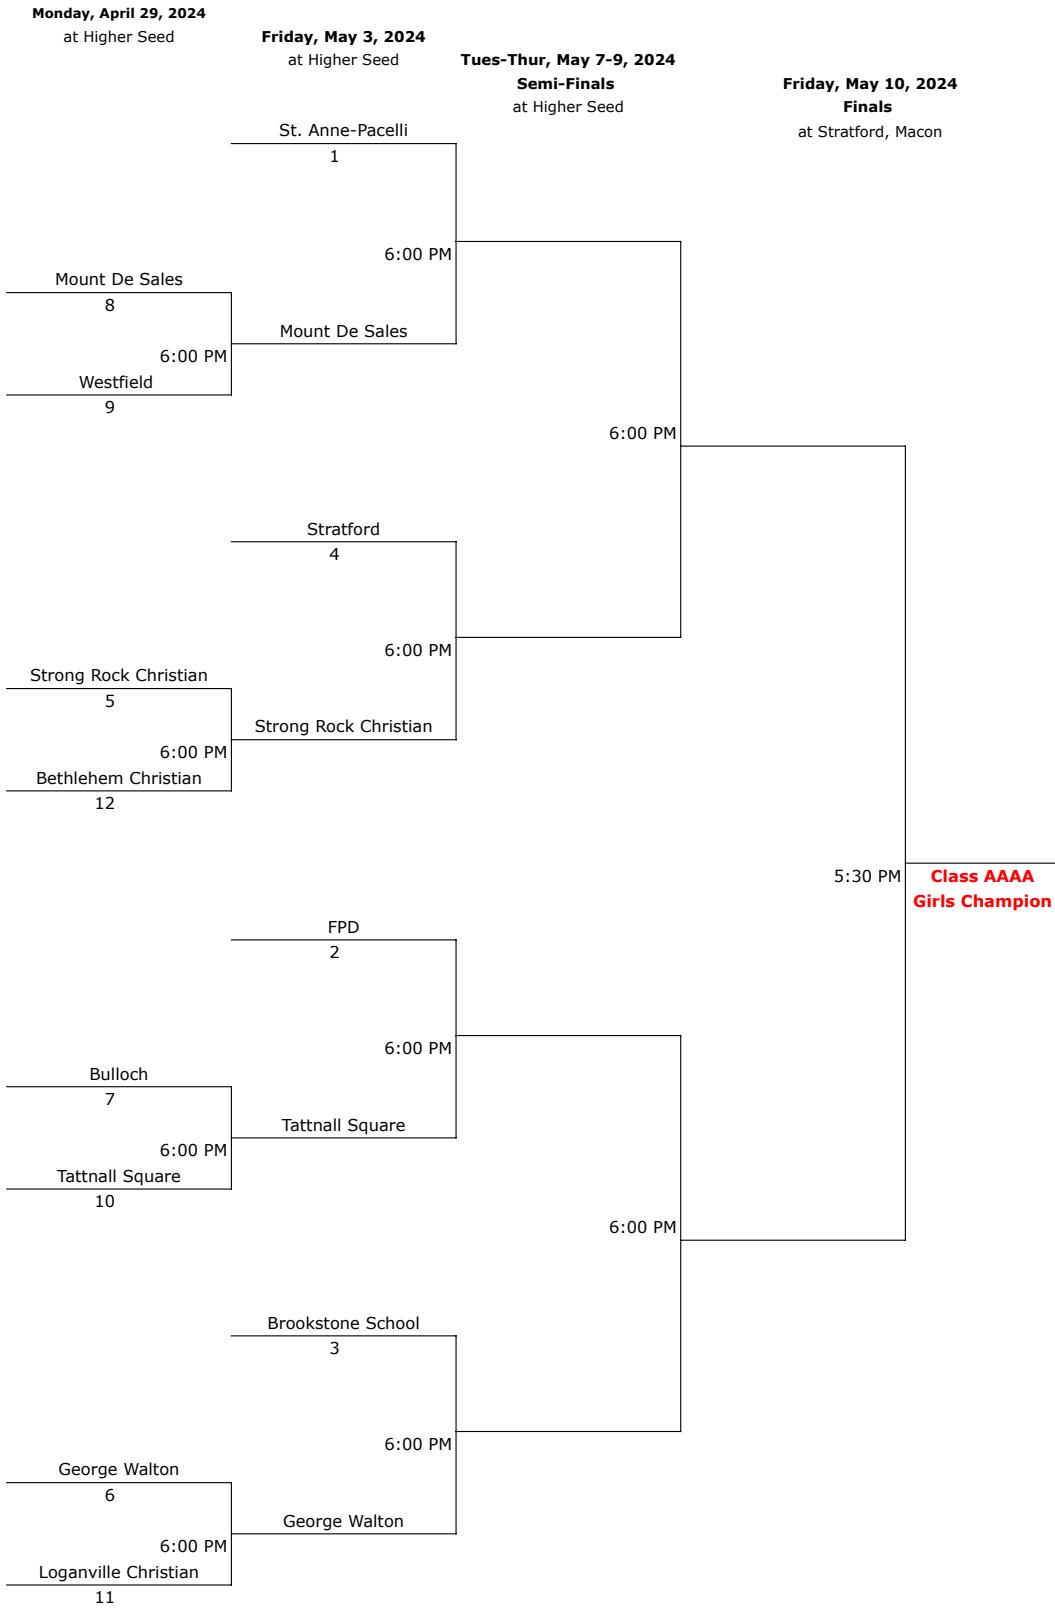 Monday, April 29, 2024
at Higher Seed
Friday, May 3, 2024
at Higher Seed
Tues-Thur, May 7-9, 2024
Semi-Finals
at Higher Seed
Friday, May 10, 2024
Finals
at Stratford, Macon
St. Anne-Pacelli
1
6:00 PM
Mount De Sales
8
Mount De Sales
6:00 PM
Westfield
9
6:00 PM
Stratford
4
6:00 PM
Strong Rock Christian
5
Strong Rock Christian
6:00 PM
Bethlehem Christian
12
5:30 PM
Class AAAA
Girls Champion
FPD
2
6:00 PM
Bulloch
7
Tattnall Square
6:00 PM
Tattnall Square
10
6:00 PM
Brookstone School
3
6:00 PM
George Walton
6
George Walton
6:00 PM
Loganville Christian
11